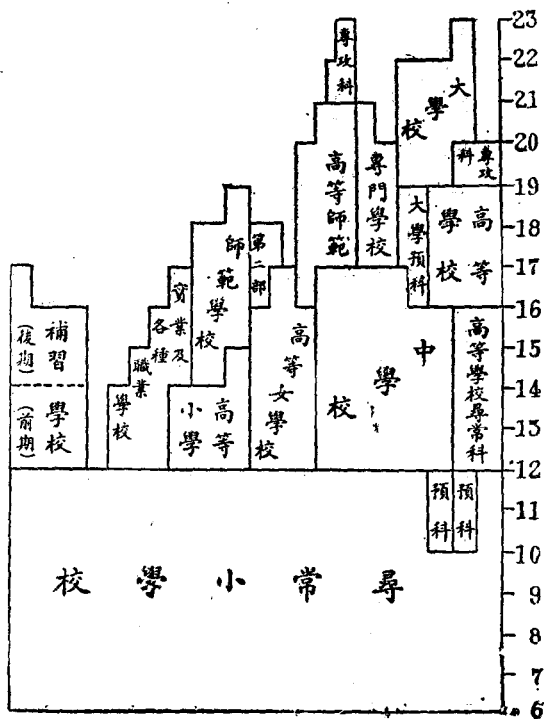 專攻科
大學校
專攻科
高等師範
專門學校
大學預科
高等學校
師範學校
第二部
實業及各種職業學校
補習學校
(後期)
(前期)
高等小學
高等女學校
中學校
高等學校尋常科
預科
預科
尋常小學校
23
22
21
20
19
18
17
16
15
14
13
12
11
10
9
8
7
6